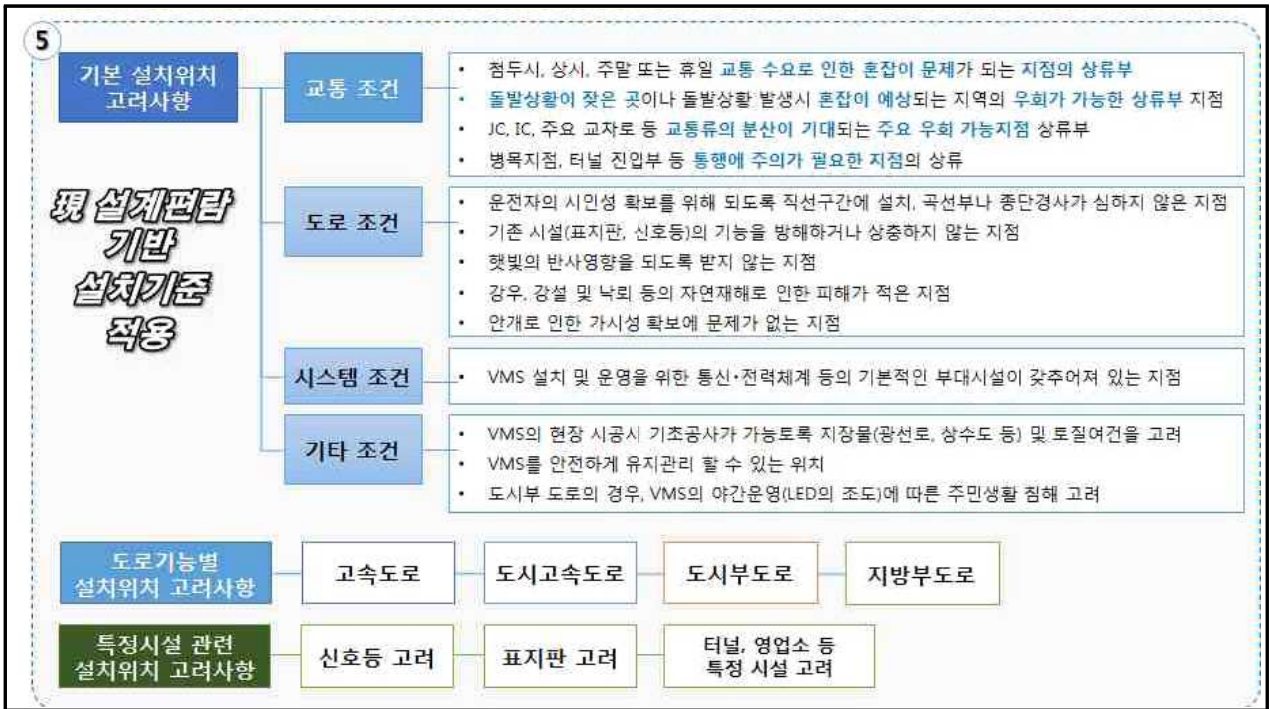 5
기본 설치위치
고려사항
現 설계편람
기반
설치기준
적용
교통 조건
• 첨두시, 상시, 주말 또는 휴일 교통 수요로 인한 혼잡이 문제가 되는 지점의 상류부
• 돌발상황이 잦은 곳이나 돌발상황 발생시 혼잡이 예상되는 지역의 우회가 가능한 상류부 지점
• JC, IC, 주요 교차로 등 교통류의 분산이 기대되는 주요 우회 가능지점 상류부
• 병목지점, 터널 진입부 등 통행에 주의가 필요한 지점의 상류
도로 조건
• 운전자의 시인성 확보를 위해 되도록 직선구간에 설치, 곡선부나 종단경사가 심하지 않은 지점
• 기존 시설(표지판, 신호등)의 기능을 방해하거나 상충하지 않는 지점
• 햇빛의 반사영향을 되도록 받지 않는 지점
• 강우, 강설 및 낙뢰 등의 자연재해로 인한 피해가 적은 지점
• 안개로 인한 가시성 확보에 문제가 없는 지점
시스템 조건
• VMS 설치 및 운영을 위한 통신•전력체계 등의 기본적인 부대시설이 갖추어져 있는 지점
기타 조건
• VMS의 현장 시공시 기초공사가 가능토록 지장물(광선로, 상수도 등) 및 토질여건을 고려
• VMS를 안전하게 유지관리 할 수 있는 위치
• 도시부 도로의 경우, VMS의 야간운영(LED의 조도)에 따른 주민생활 침해 고려
도로기능별
설치위치 고려사항
고속도로
도시고속도로
도시부도로
지방부도로
특정시설 관련
설치위치 고려사항
신호등 고려
표지판 고려
터널, 영업소 등
특정 시설 고려